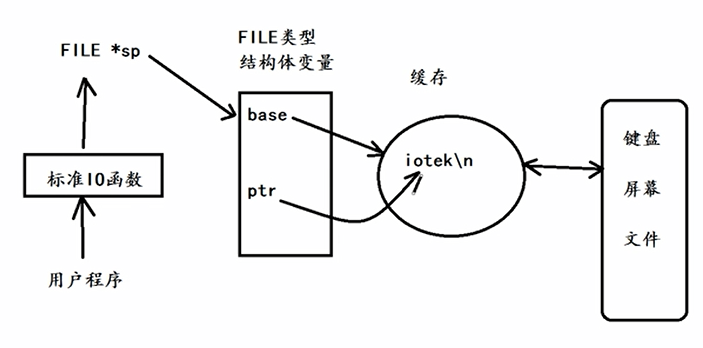 FILE *sp
标准IO函数
用户程序
FILE类型
结构体变量
base
ptr
缓存
iotek\n
键盘
屏幕
文件